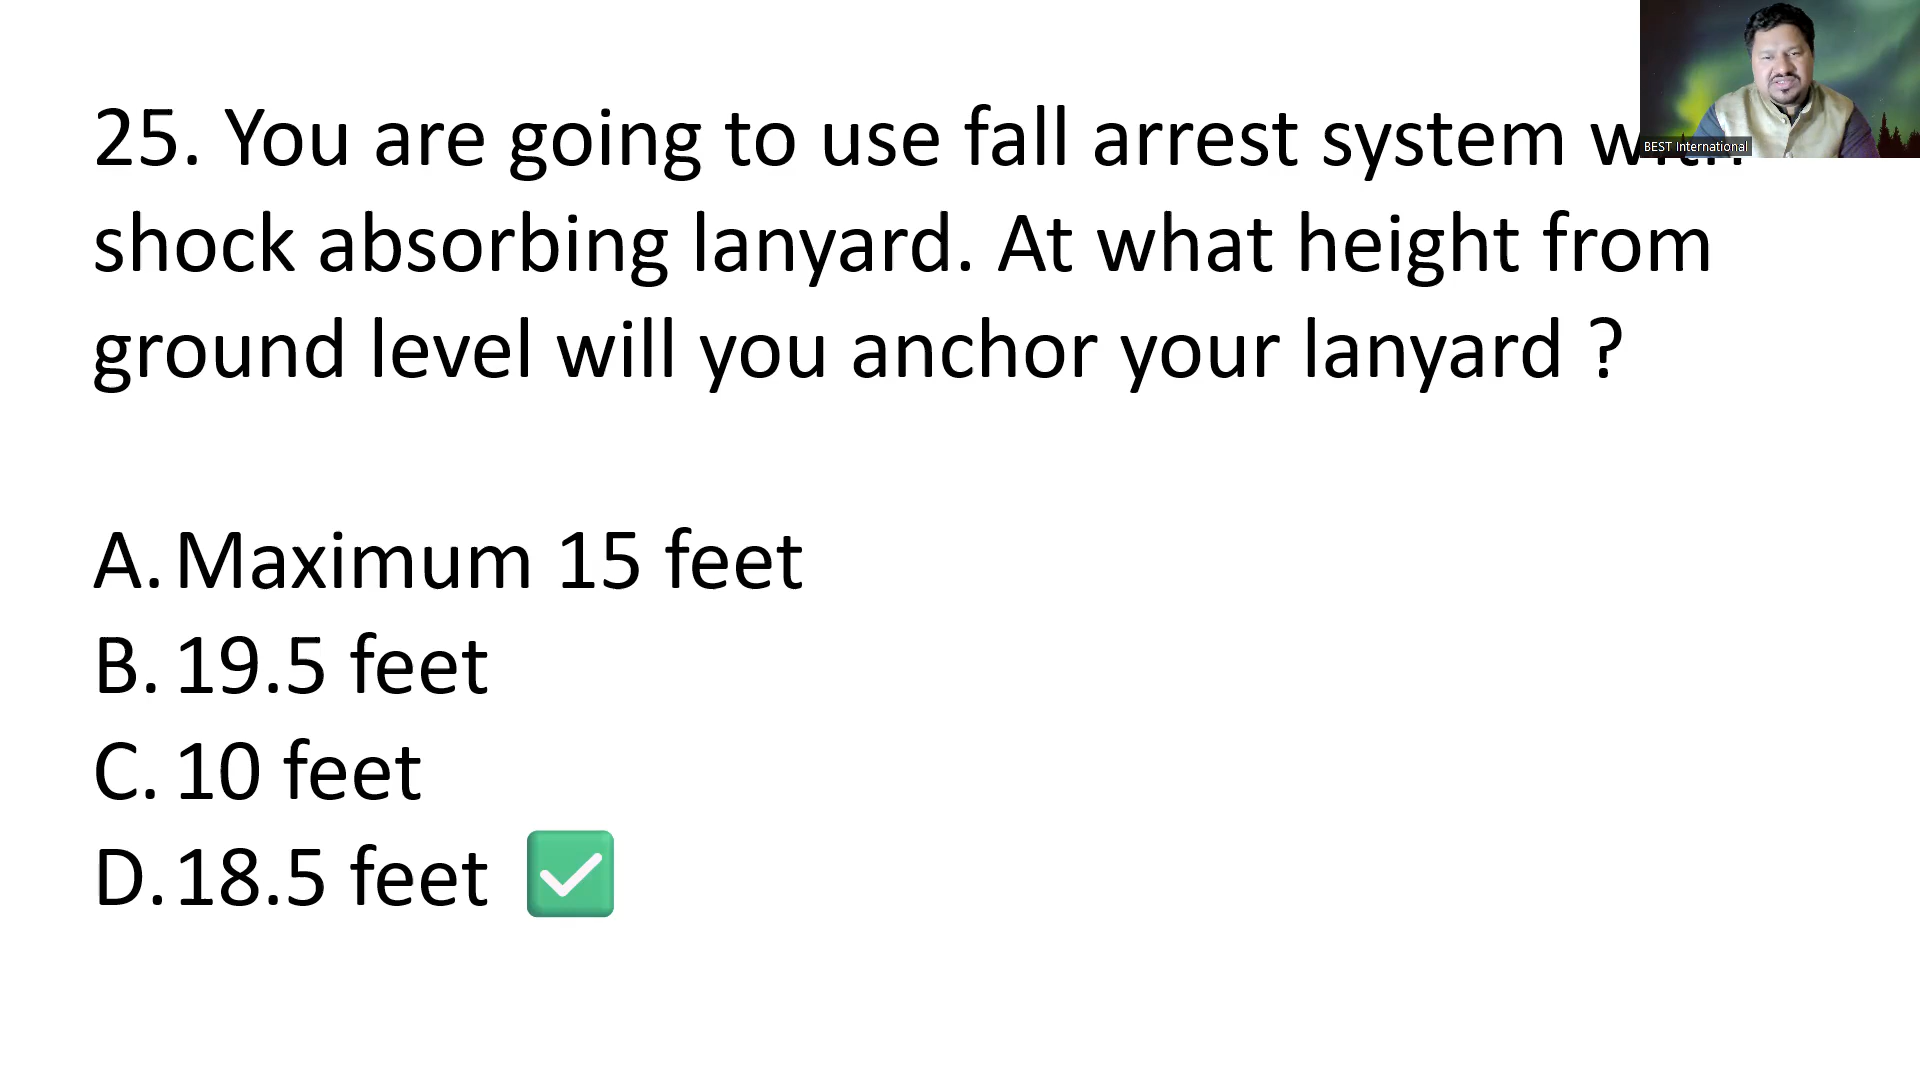 25. You are going to use fall arrest system
shock absorbing lanyard. At what height from
ground level will you anchor your lanyard ?
A. Maximum 15 feet
B. 19.5 feet
C. 10 feet
D. 18.5 feet
BEST International